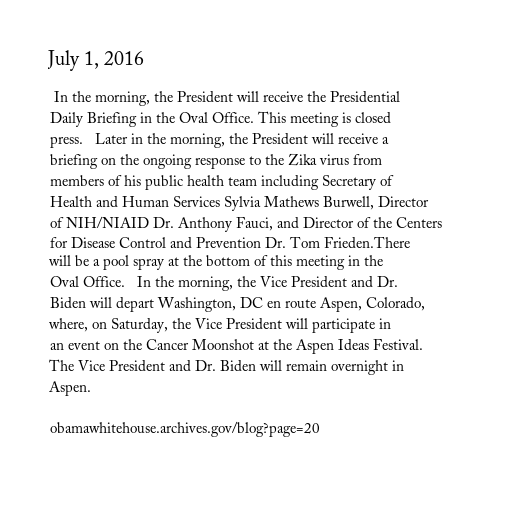 July 1, 2016
In the morning, the President will receive the Presidential
Daily Briefing in the Oval Office. This meeting is closed
press.   Later in the morning, the President will receive a
briefing on the ongoing response to the Zika virus from
members of his public health team including Secretary of
Health and Human Services Sylvia Mathews Burwell, Director
of NIH/NIAID Dr. Anthony Fauci, and Director of the Centers
for Disease Control and Prevention Dr. Tom Frieden.There
will be a pool spray at the bottom of this meeting in the
Oval Office.   In the morning, the Vice President and Dr.
Biden will depart Washington, DC en route Aspen, Colorado,
where, on Saturday, the Vice President will participate in
an event on the Cancer Moonshot at the Aspen Ideas Festival.
The Vice President and Dr. Biden will remain overnight in
Aspen.
obamawhitehouse.archives.gov/blog?page=20